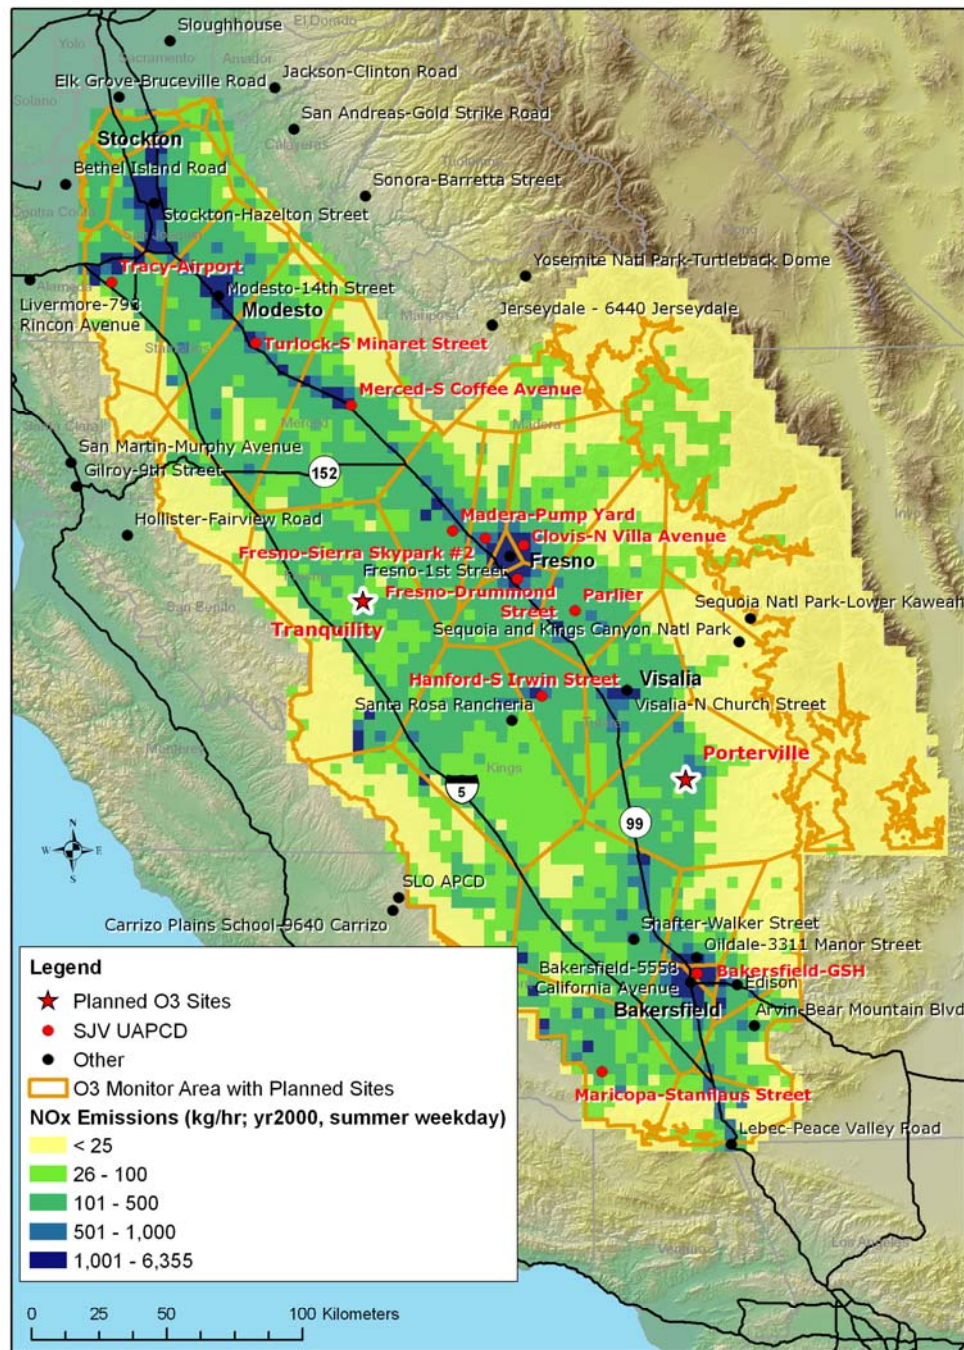 Sloughhouse
El Dorado
Yolo
Sacramento
Amador
Jackson-Clinton Road
Elk Grove-Bruceville Road
Solano
San Andreas-Gold Strike Road
Stockton
Calaveras
Bethel Island Road
Tuolumne
Sonora-Barretta Street
Contra Costa
Stockton-Hazelton Street
San Joaquin
Mono
Tracy-Airport
Yosemite Natl Park-Turtleback Dome
Alameda
Modesto-14th Street
Livermore-793
Rincon Avenue
Modesto
Mariposa
Jerseydale - 6440 Jerseydale
Turlock-S Minaret Street
Stanislaus
Merced-S Coffee Avenue
Merced
Madera
Santa Clara
San Martin-Murphy Avenue
Gilroy-9th Street
152
Hollister-Fairview Road
Madera-Pump Yard
Inyo
Clovis-N Villa Avenue
Fresno-Sierra Skypark #2
Fresno
Fresno-1st Street
Fresno
Fresno-Drummond
Street
Parlier
San Benito
Sequoia Natl Park-Lower Kaweah
Tranquility
Sequoia and Kings Canyon Natl Park
Hanford-S Irwin Street
Visalia
Santa Rosa Rancheria
Visalia-N Church Street
Tulare
Monterey
Kings
Porterville
5
99
N
W
E
S
SLO APCD
Carrizo Plains School-9640 Carrizo
Shafter-Walker Street
Oildale-3311 Manor Street
Bakersfield-5558
California Avenue
Bakersfield-GSH
Edison
Bakersfield
Arvin-Bear Mountain Blvd
Maricopa-Stanilaus Street
Lebec-Peace Valley Road
Ventura
Los Angeles
Legend
Planned O3 Sites
SJV UAPCD
Other
O3 Monitor Area with Planned Sites
NOx Emissions (kg/hr; yr2000, summer weekday)
< 25
26 - 100
101 - 500
501 - 1,000
1,001 - 6,355
0 25 50 100 Kilometers